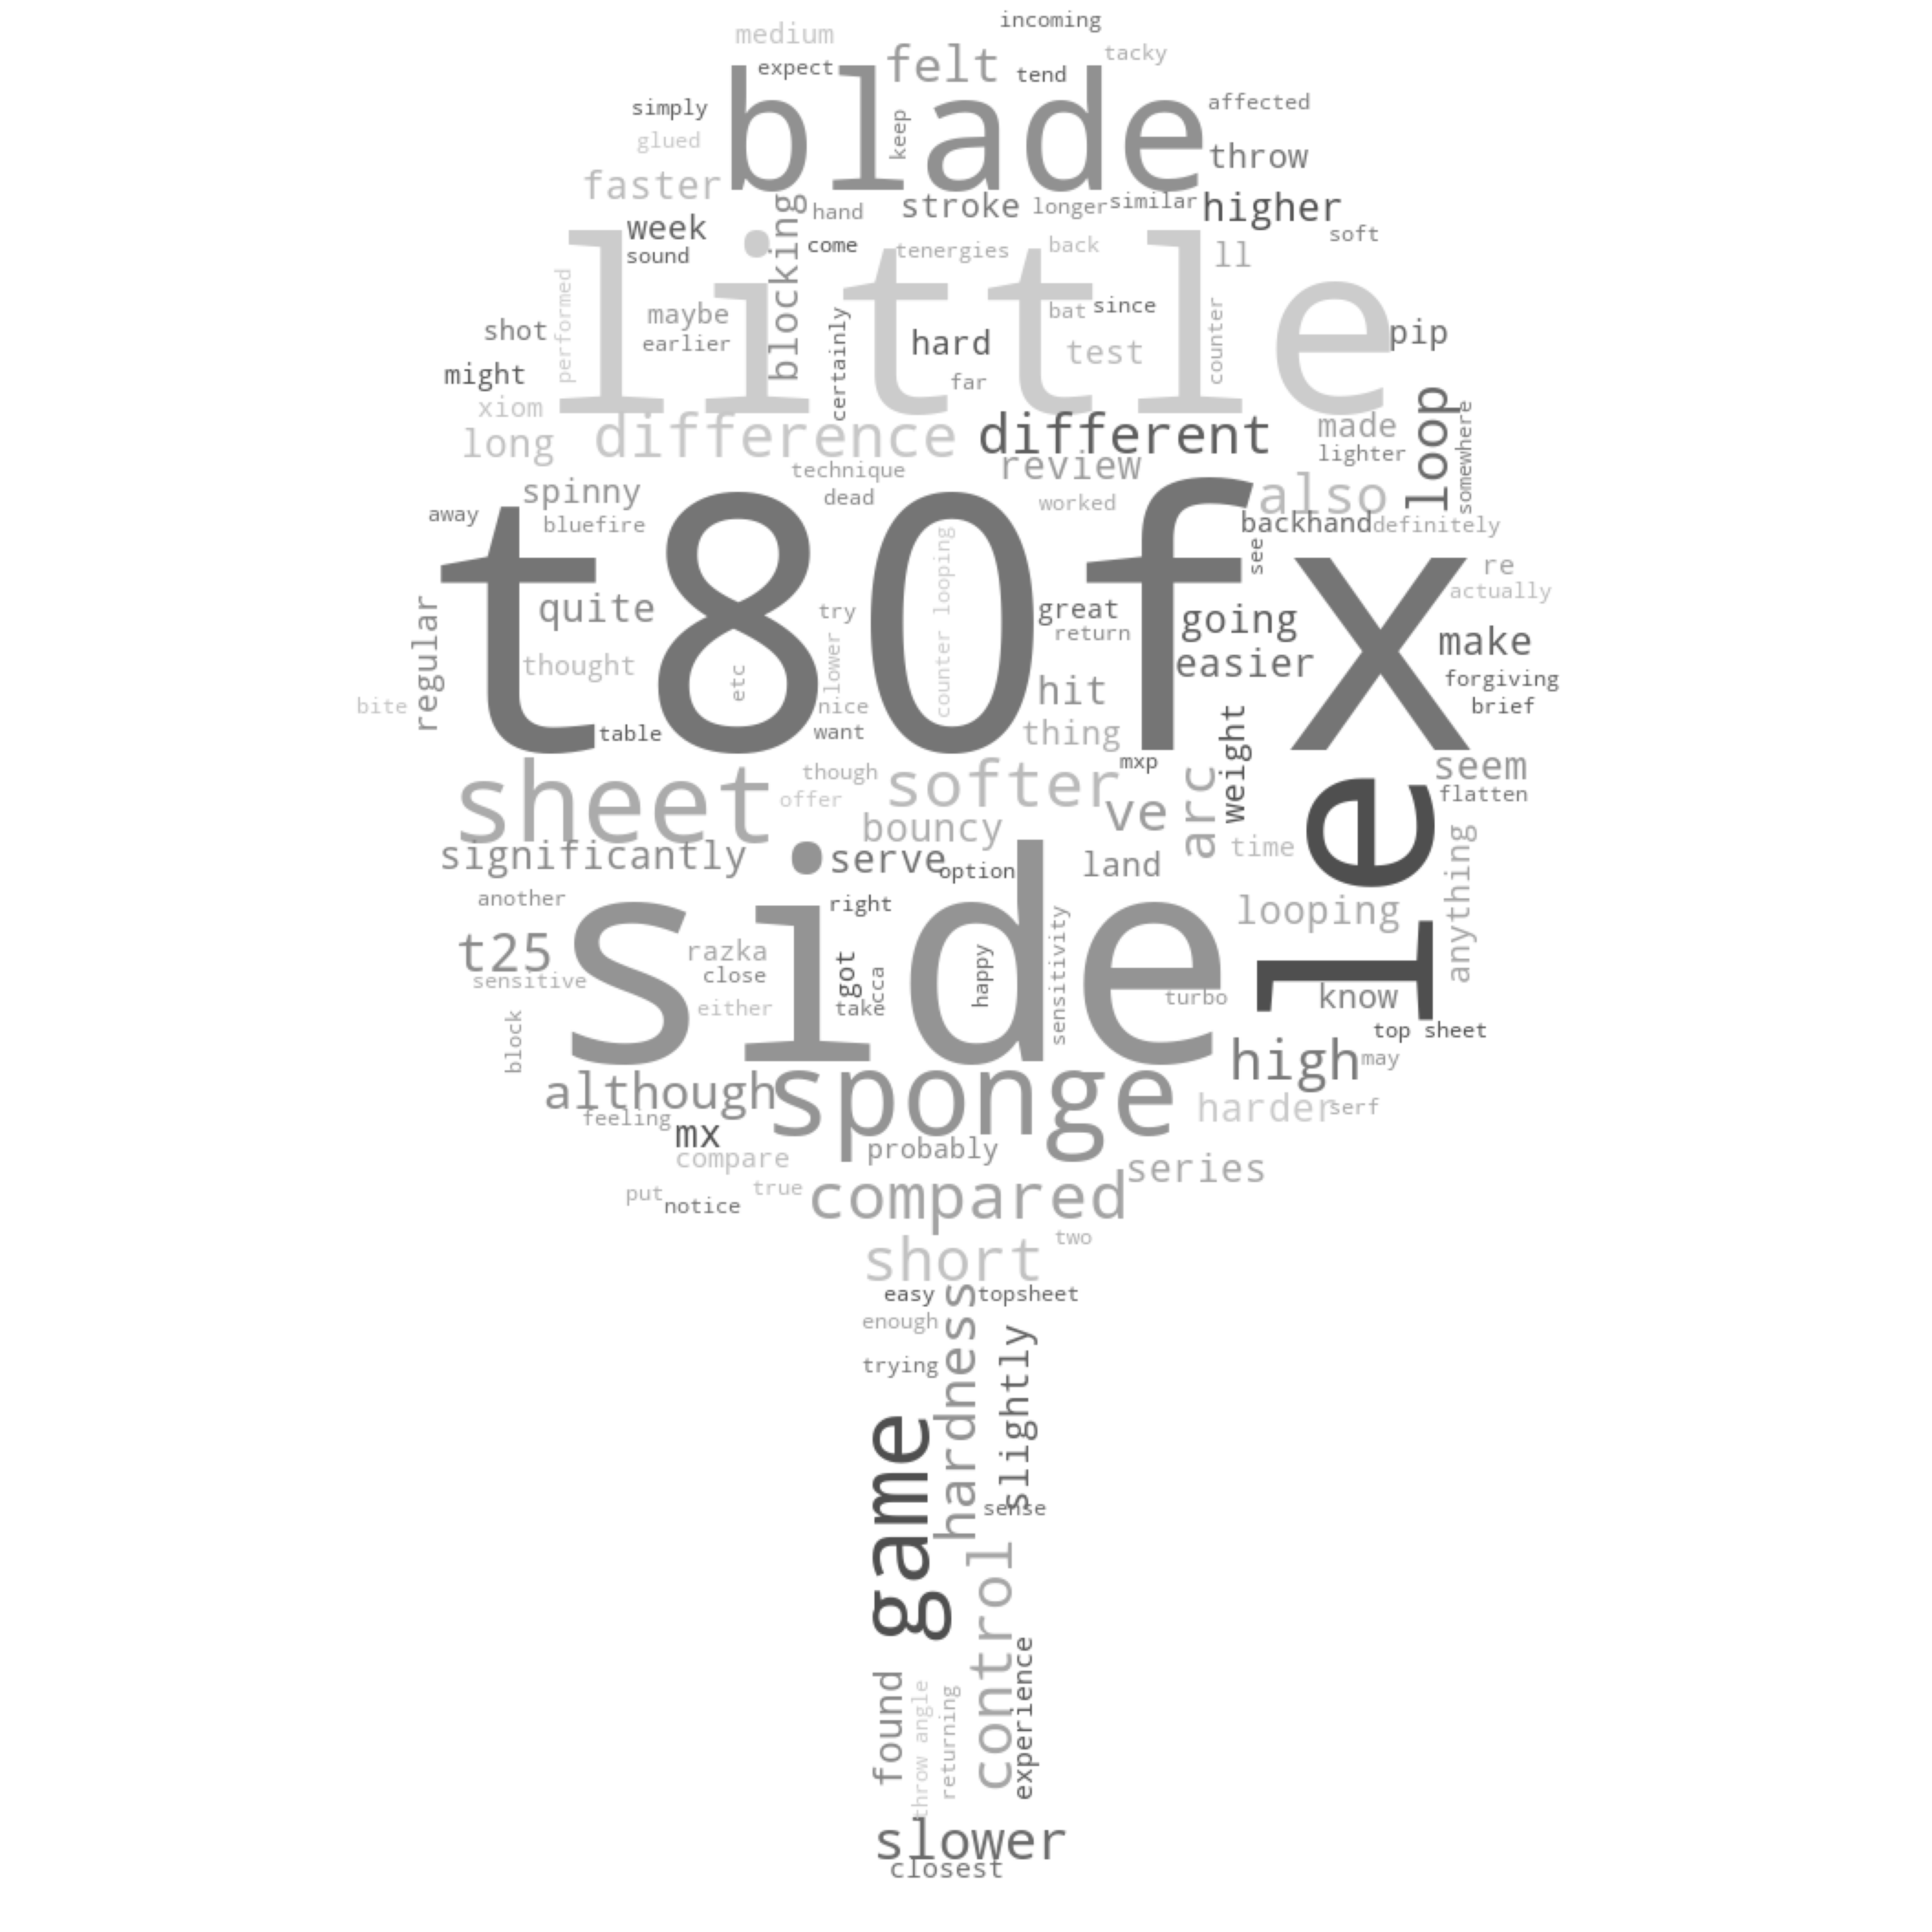 incoming
medium
felt
tacky
expect
tend
blade
simply
affected
keep
glued
throw
faster
stroke
longer
similar
higher
hand
blocking
week
come
tenergies
back
soft
sound
ll
little
performed
maybe
bat
since
counter
shot
earlier
certainly
hard
test
pip
might
far
xiom
long
difference
different
made
loop
somewhere
lighter
review
technique
spinny
dead
worked
also
away
bluefire
backhand
definitely
t80fx
counter looping
see
re
actually
regular
quite
try
great
going
return
make
thought
lower
easier
etc
hit
forgiving
bite
nice
brief
table
want
thing
weight
mxp
sheet
though
softer
arc
seem
offer
ve
le
flatten
bouncy
significantly
serve
land
time
anything
option
another
side
right
looping
t25
razka
got
happy
sensitivity
close
cca
sensitive
either
take
turbo
know
block
top sheet
high
may
although
sponge
harder
serf
feeling
mx
probably
compare
series
put
true
compared
notice
two
short
easy
topsheet
hardness
enough
slightly
trying
game
sense
control
found
throw angle
returning
experience
slower
closest